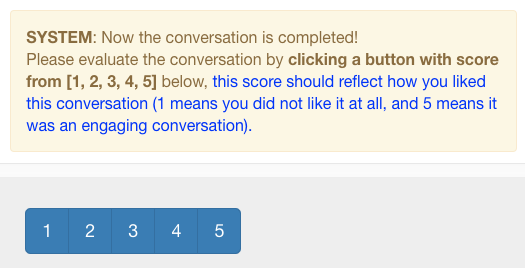 SYSTEM: Now the conversation is completed!
Please evaluate the conversation by clicking a button with score
from [1, 2, 3, 4, 5] below, this score should reflect how you liked
this conversation (1 means you did not like it at all, and 5 means it
was an engaging conversation).
1 2 3 4 5